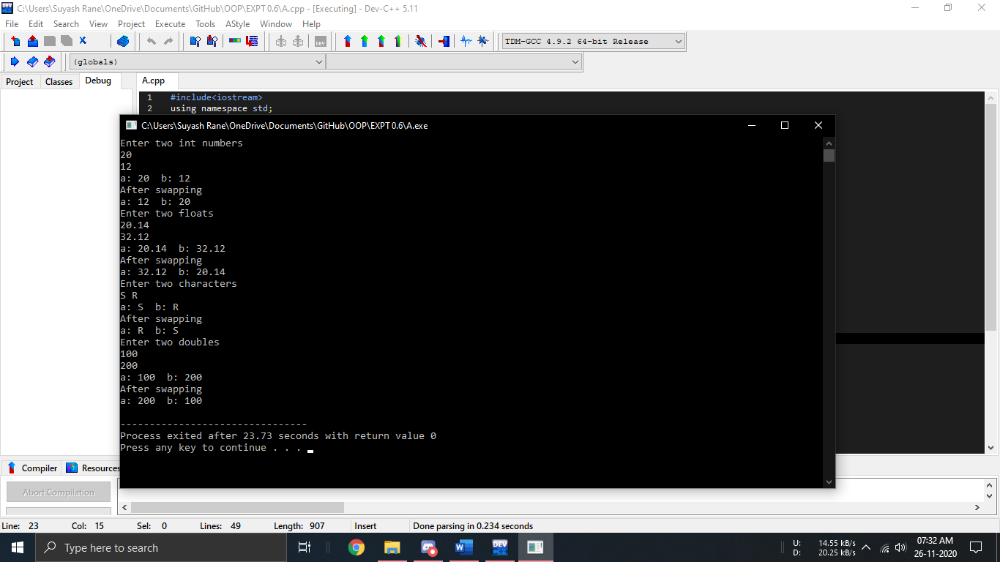 C:\Users\Suyash Rane\OneDrive\Documents\GitHub\OOP\EXPT 0.6\A.cpp - [Executing] - Dev-C++ 5.11
File Edit Search View Project Execute Tools AStyle Window Help
TDM-GCC 4.9.2 64-bit Release
(globals)
Project Classes Debug A.cpp
1 #include<iostream>
2 using namespace std;
C:\Users\Suyash Rane\OneDrive\Documents\GitHub\OOP\EXPT 0.6\A.exe
Enter two int numbers
20
12
a: 20  b: 12
After swapping
a: 12  b: 20
Enter two floats
20.14
32.12
a: 20.14  b: 32.12
After swapping
a: 32.12  b: 20.14
Enter two characters
S R
a: S  b: R
After swapping
a: R  b: S
Enter two doubles
100
200
a: 100  b: 200
After swapping
a: 200  b: 100
--------------------------------
Process exited after 23.73 seconds with return value 0
Press any key to continue . . .
Compiler Resources
Abort Compilation
Line: 23 Col: 15 Sel: 0 Lines: 49 Length: 907 Insert Done parsing in 0.234 seconds
Type here to search
DEV
U: 14.55 kB/s
D: 20.25 kB/s
07:32 AM
26-11-2020